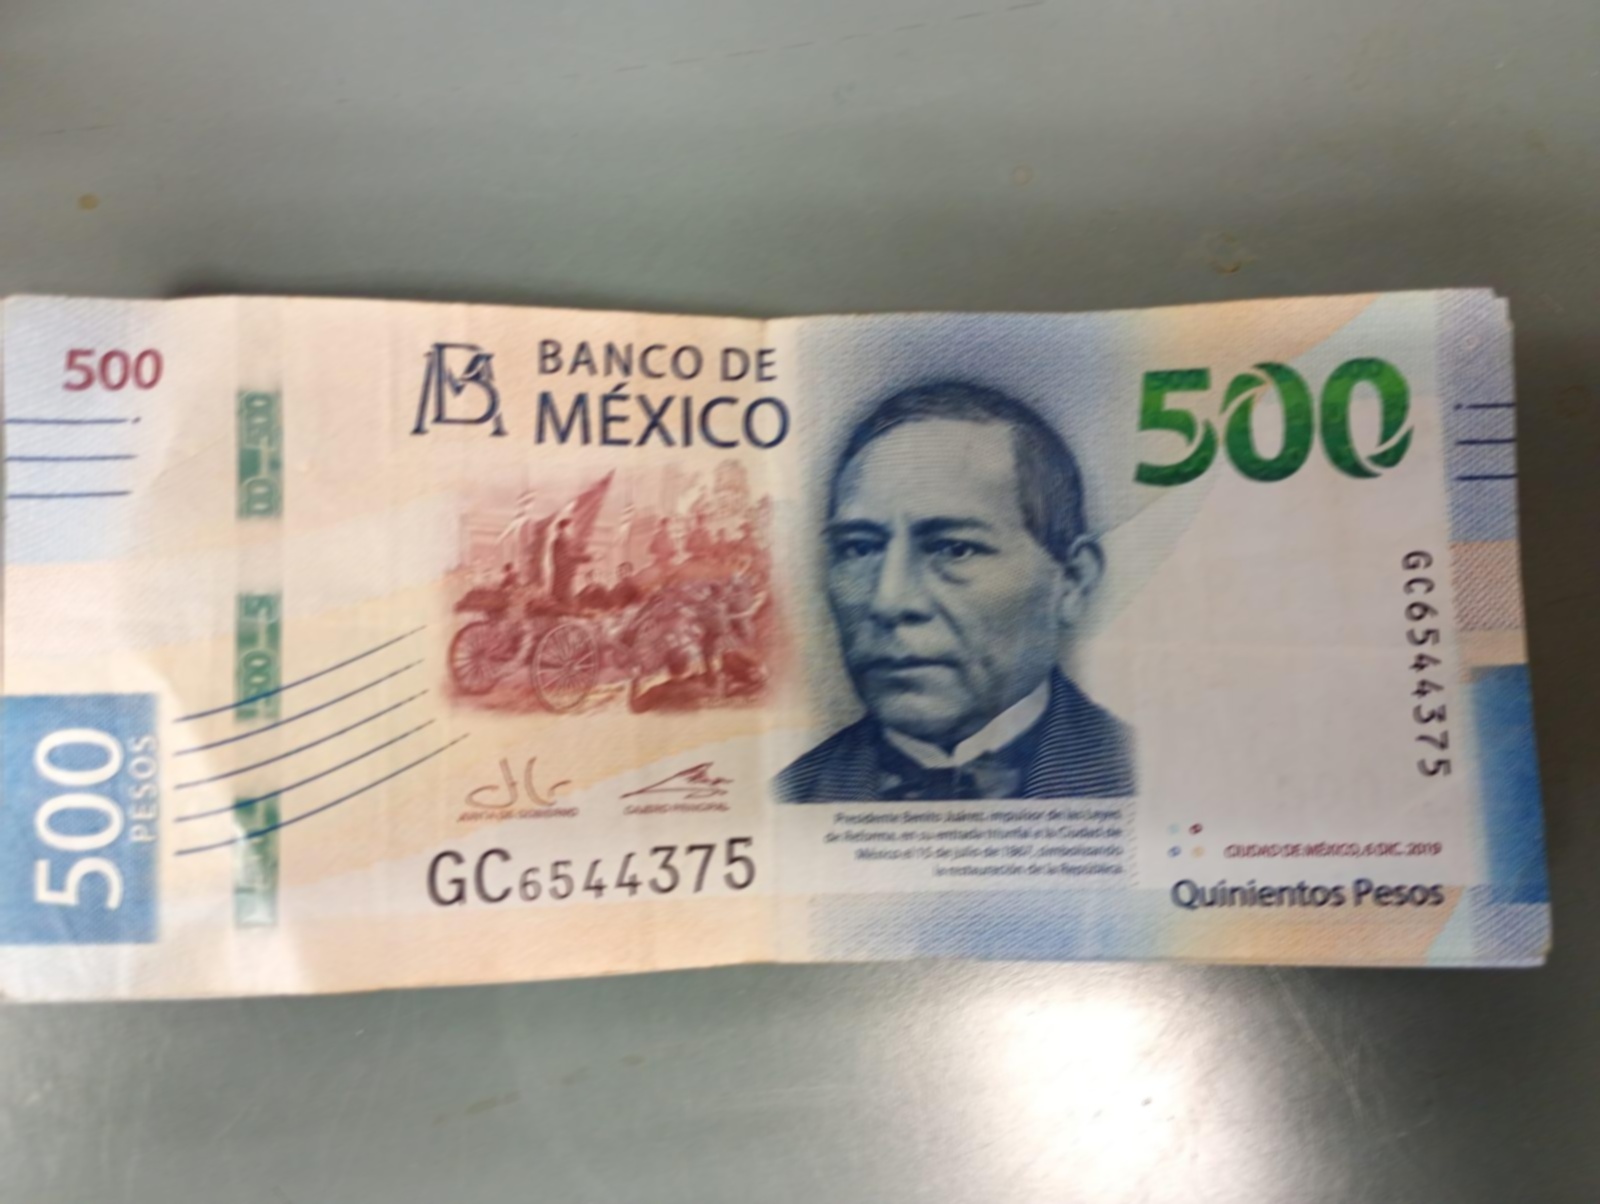 500
BANCO DE
MÉXICO
500
500
PESOS
GC6544375
JUNTA DE GOBIERNO
CAJERO PRINCIPAL
GC6544375
Presidente Benito Juárez, impulsor de las Leyes
de Reforma, en su entrada triunfal a la Ciudad de
México el 15 de julio de 1867, simbolizando
la restauración de la República.
CIUDAD DE MÉXICO, 6 DIC. 2019
Quinientos Pesos